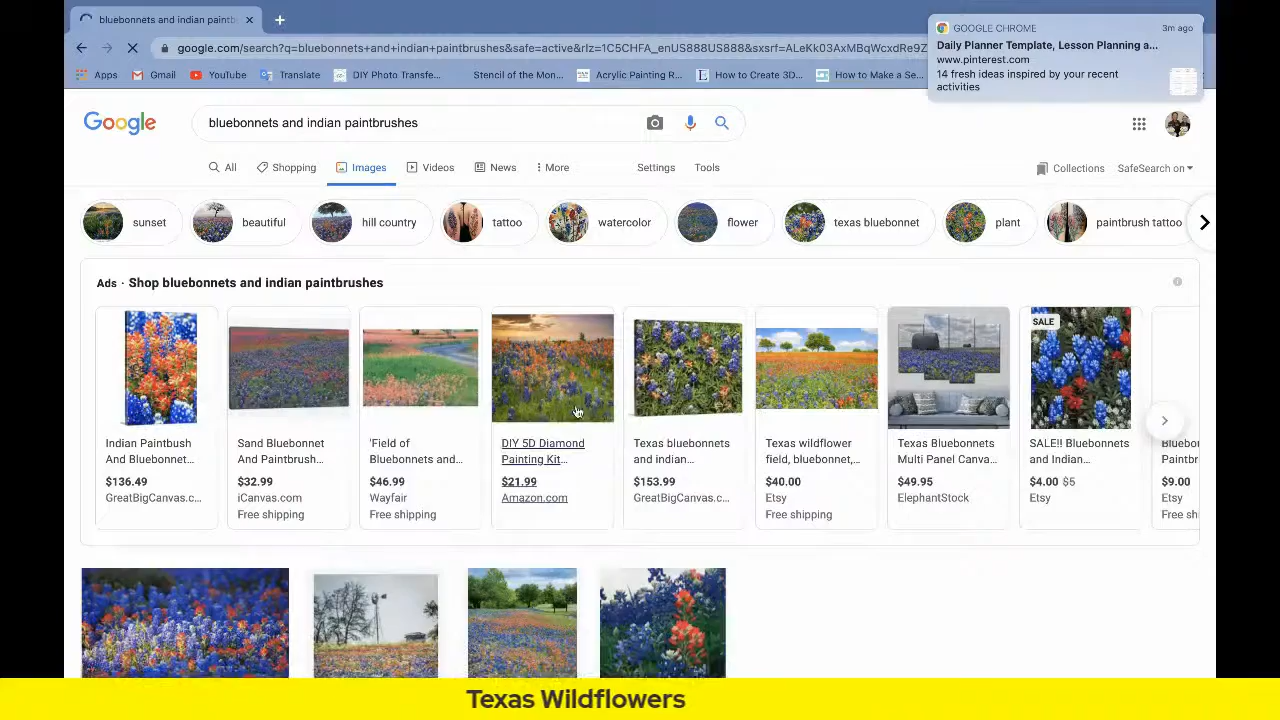 bluebonnets and indian paintb
GOOGLE CHROME 3m ago
Daily Planner Template, Lesson Planning a...
www.pinterest.com
14 fresh ideas inspired by your recent
activities
google.com/search?q=bluebonnets+and+indian+paintbrushes&safe=active&rlz=1C5CHFA_enUS888US888&sxsrf=ALeKk03AxMBqWcxdRe9Z
Apps Gmail YouTube Translate DIY Photo Transfe... Stencil of the Mon... Acrylic Painting R... How to Create 3D... How to Make a Se...
Google bluebonnets and indian paintbrushes
All Shopping Images Videos News More Settings Tools Collections SafeSearch on
sunset beautiful hill country tattoo watercolor flower texas bluebonnet plant paintbrush tattoo
Ads · Shop bluebonnets and indian paintbrushes
SALE
Indian Paintbush
And Bluebonnet...
$136.49
GreatBigCanvas.c...
Sand Bluebonnet
And Paintbrush...
$32.99
iCanvas.com
Free shipping
'Field of
Bluebonnets and...
$46.99
Wayfair
Free shipping
DIY 5D Diamond
Painting Kit...
$21.99
Amazon.com
Texas bluebonnets
and indian...
$153.99
GreatBigCanvas.c...
Texas wildflower
field, bluebonnet,...
$40.00
Etsy
Free shipping
Texas Bluebonnets
Multi Panel Canva...
$49.95
ElephantStock
SALE!! Bluebonnets
and Indian...
$4.00 $5
Etsy
Bluebon
Paintbr
$9.00
Etsy
Free sh
Texas Wildflowers